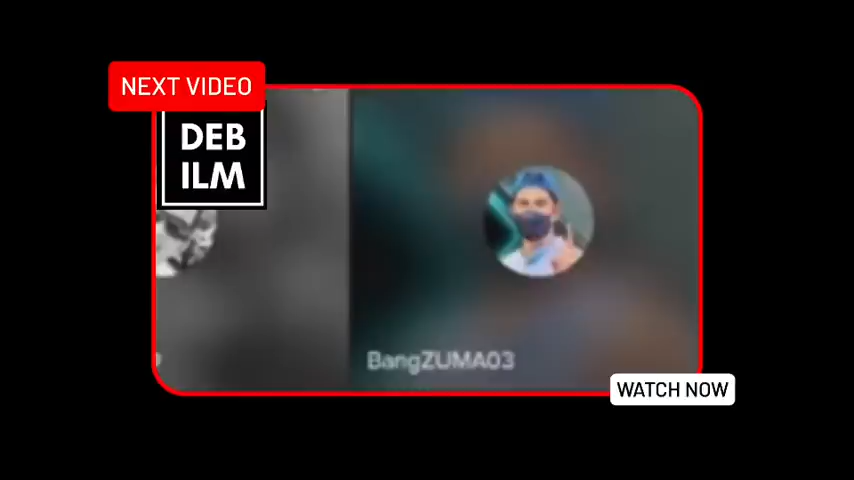 NEXT VIDEO
DEB
ILM
BangZUMA03
WATCH NOW